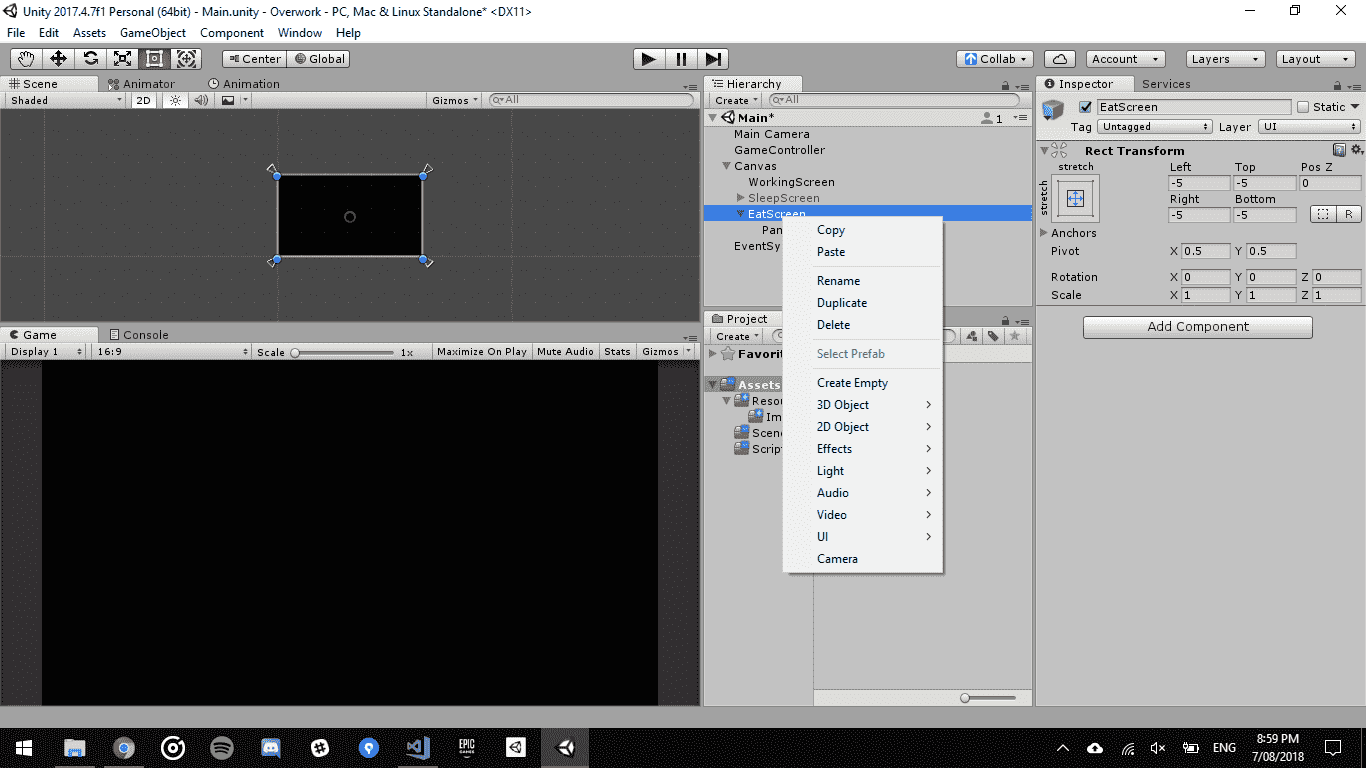 Unity 2017.4.7f1 Personal (64bit) - Main.unity - Overwork - PC, Mac & Linux Standalone* <DX11>
File Edit Assets GameObject Component Window Help
Center Global Collab Account Layers Layout
Scene Animator Animation
Shaded 2D Gizmos All
Hierarchy
Create All
Main* 1
Main Camera
GameController
Canvas
WorkingScreen
SleepScreen
EatScreen
Pan
EventSy
Copy
Paste
Rename
Duplicate
Delete
Select Prefab
Create Empty
3D Object
2D Object
Effects
Light
Audio
Video
UI
Camera
Inspector Services
EatScreen Static
Tag Untagged Layer UI
Rect Transform
stretch Left Top Pos Z
stretch -5 -5 0
Right Bottom
-5 -5 R
Anchors
Pivot X 0.5 Y 0.5
Rotation X 0 Y 0 Z 0
Scale X 1 Y 1 Z 1
Add Component
Game Console
Display 1 16:9 Scale 1x Maximize On Play Mute Audio Stats Gizmos
Project
Create
Favorit
Assets
Resou
Im
Scen
Script
EPIC
GAMES
ENG
8:59 PM
7/08/2018